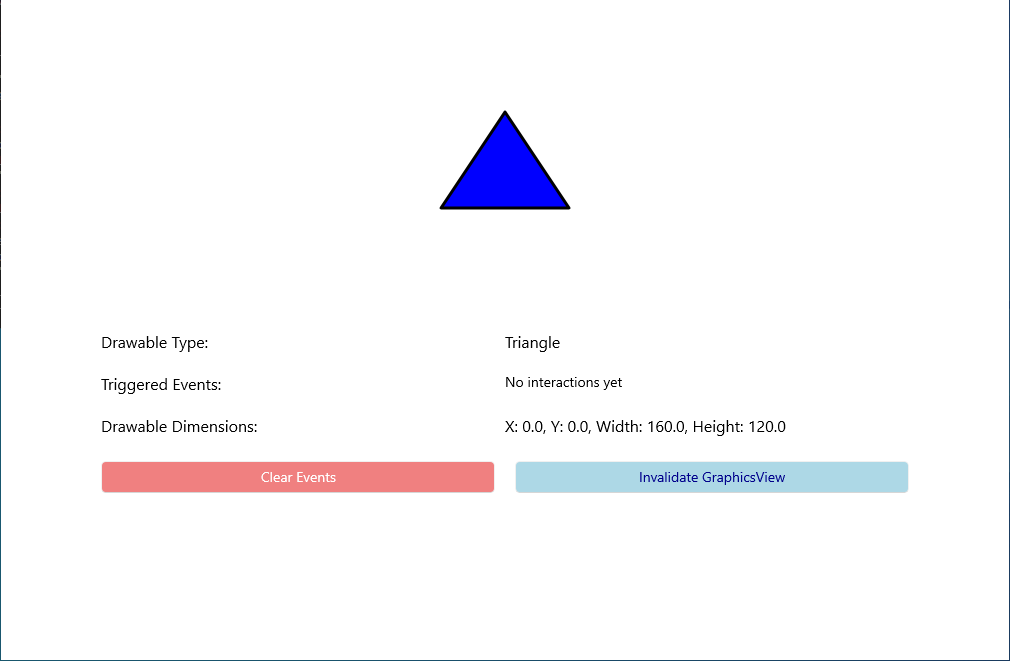 Drawable Type: Triangle
Triggered Events: No interactions yet
Drawable Dimensions: X: 0.0, Y: 0.0, Width: 160.0, Height: 120.0
Clear Events Invalidate GraphicsView